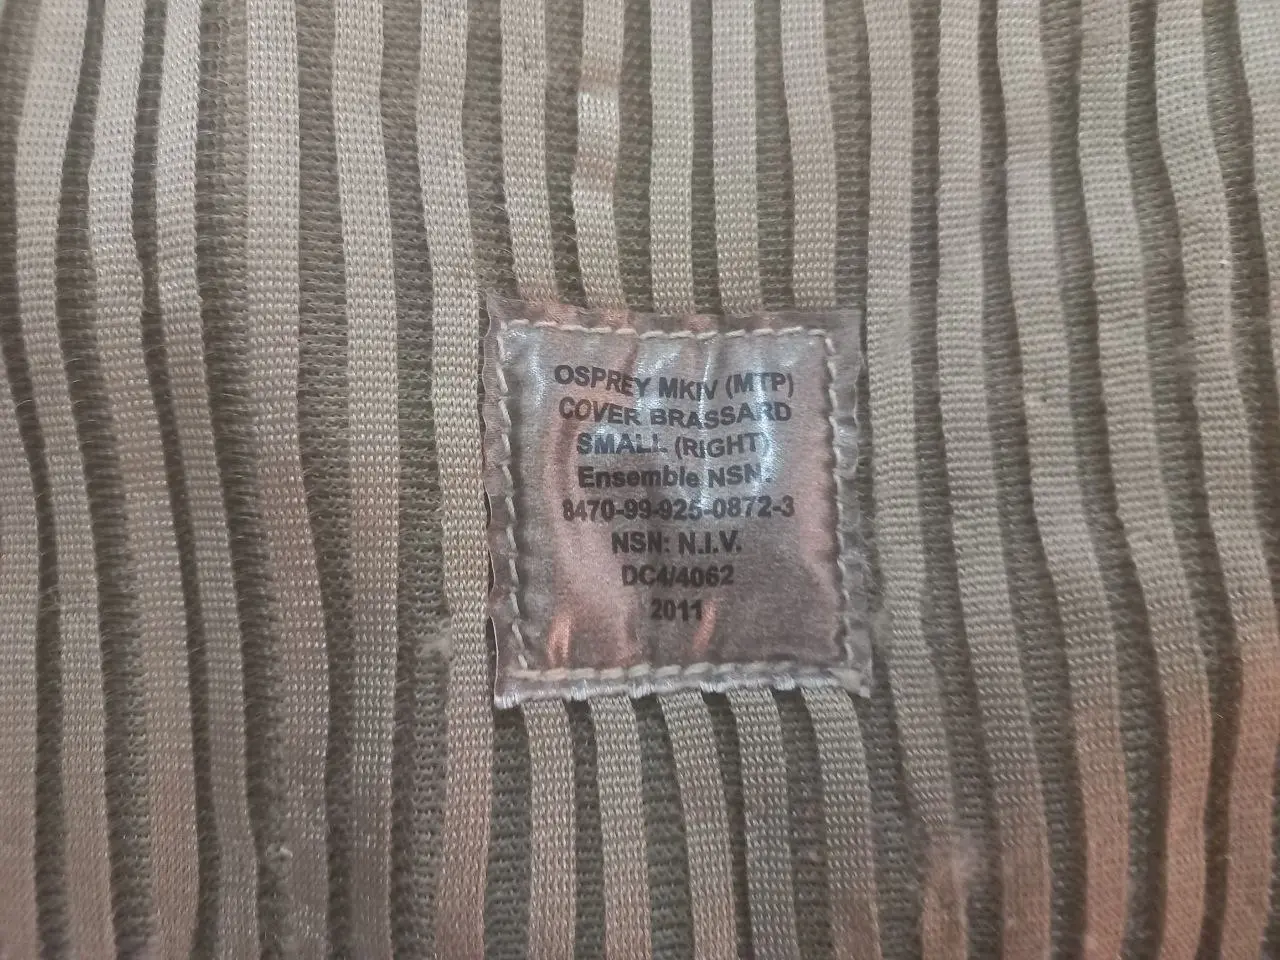 OSPREY MKIV (MTP)
COVER BRASSARD
SMALL (RIGHT)
Ensemble NSN:
8470-99-925-0872-3
NSN: N.I.V.
DC4/4062
2011